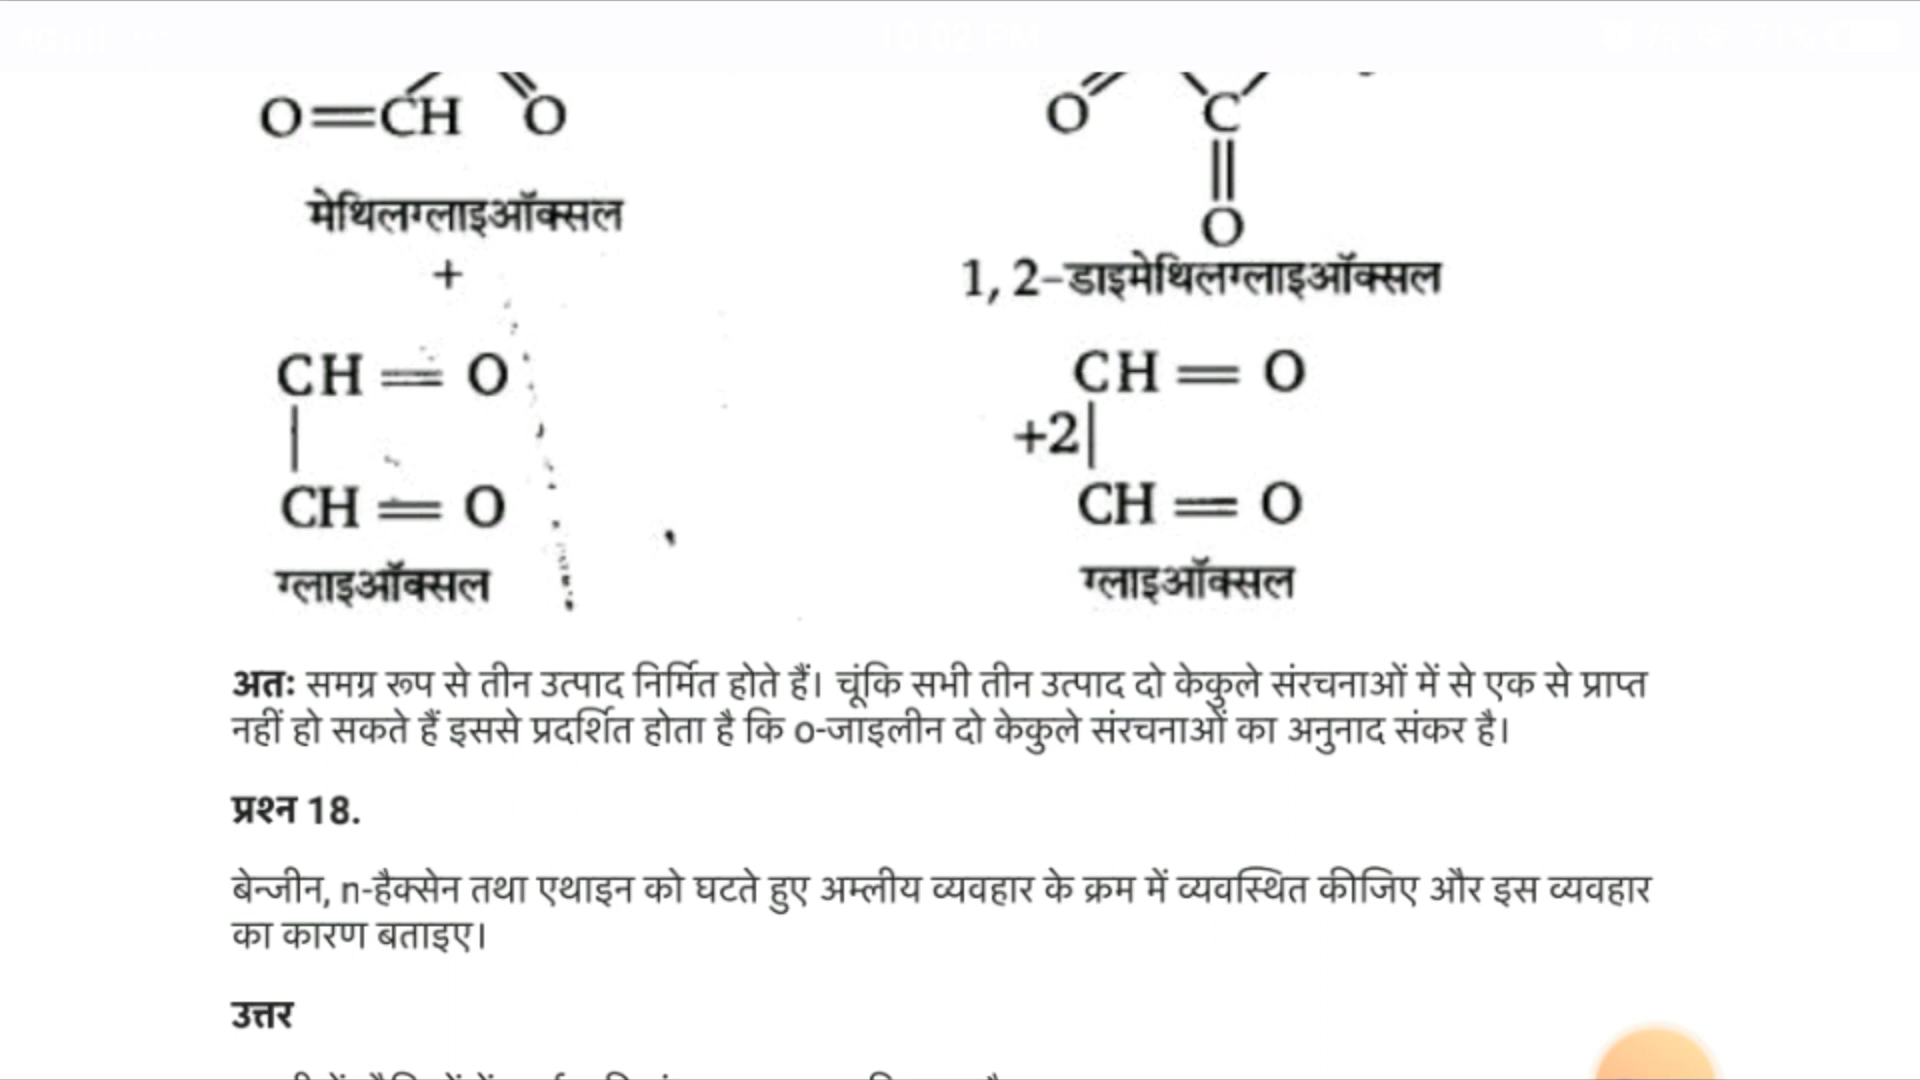 O=CH O
O C
O
मेथिलग्लाइऑक्सल
+
1, 2-डाइमेथिलग्लाइऑक्सल
CH = O
CH = O
ग्लाइऑक्सल
CH = O
+2
CH = O
ग्लाइऑक्सल
अतः समग्र रूप से तीन उत्पाद निर्मित होते हैं। चूंकि सभी तीन उत्पाद दो केकुले संरचनाओं में से एक से प्राप्त
नहीं हो सकते हैं इससे प्रदर्शित होता है कि o-जाइलीन दो केकुले संरचनाओं का अनुनाद संकर है।
प्रश्न 18.
बेन्जीन, n-हैक्सेन तथा एथाइन को घटते हुए अम्लीय व्यवहार के क्रम में व्यवस्थित कीजिए और इस व्यवहार
का कारण बताइए।
उत्तर